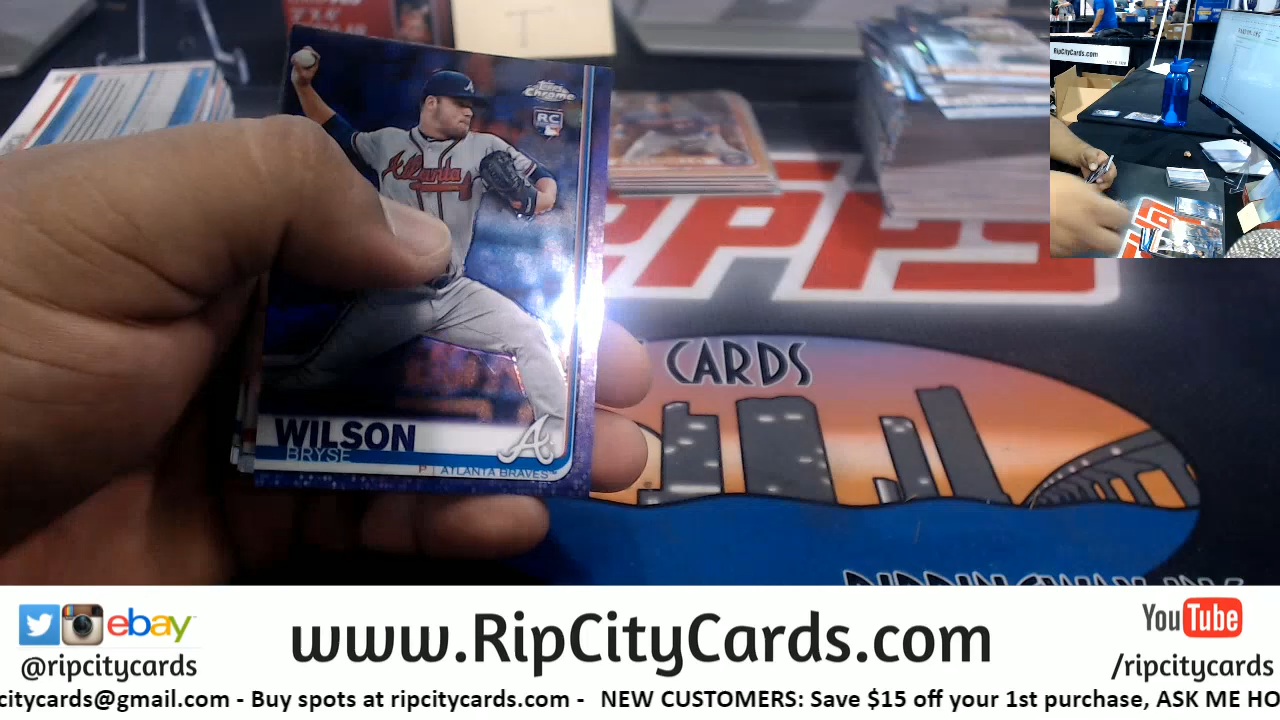 Topps Chrome
RC
Atlanta
WILSON
BRYSE
P | ATLANTA BRAVES
A
T
CARDS
RipCityCards.com
ebay
@ripcitycards
www.RipCityCards.com
YouTube
/ripcitycards
citycards@gmail.com - Buy spots at ripcitycards.com - NEW CUSTOMERS: Save $15 off your 1st purchase, ASK ME HO